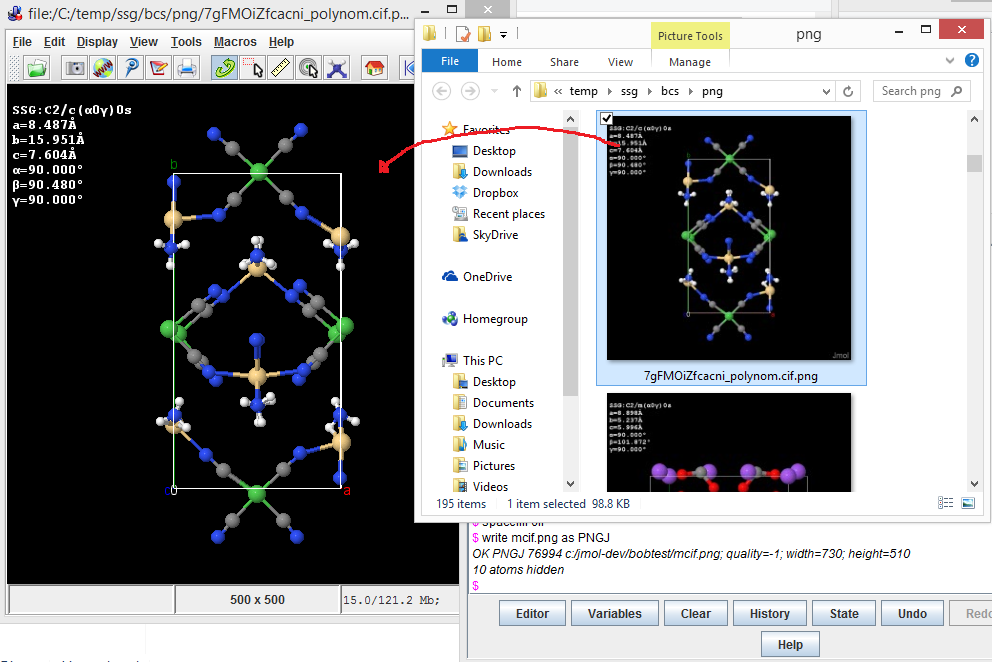 file:/C:/temp/ssg/bcs/png/7gFMOiZfcacni_polynom.cif.p...
File Edit Display View Tools Macros Help
SSG:C2/c(α0γ)0s
a=8.487Å
b=15.951Å
c=7.604Å
α=90.000°
β=90.480°
γ=90.000°
b
0
a
500 x 500
15.0/121.2 Mb;
Picture Tools
png
File Home Share View Manage
« temp ssg bcs png
Search png
Favorites
Desktop
Downloads
Dropbox
Recent places
SkyDrive
OneDrive
Homegroup
This PC
Desktop
Documents
Downloads
Music
Pictures
Videos
SSG:C2/c(α0γ)0s
a=8.487Å
b=15.951Å
c=7.604Å
α=90.000°
β=90.480°
γ=90.000°
Jmol
7gFMOiZfcacni_polynom.cif.png
SSG:C2/m(α0γ)0s
a=8.898Å
b=5.237Å
c=5.996Å
α=90.000°
β=101.872°
γ=90.000°
195 items 1 item selected 98.8 KB
$ write mcif.png as PNGJ
OK PNGJ 76994 c:/jmol-dev/bobtest/mcif.png; quality=-1; width=730; height=510
10 atoms hidden
$
Editor Variables Clear History State Undo Redo
Help